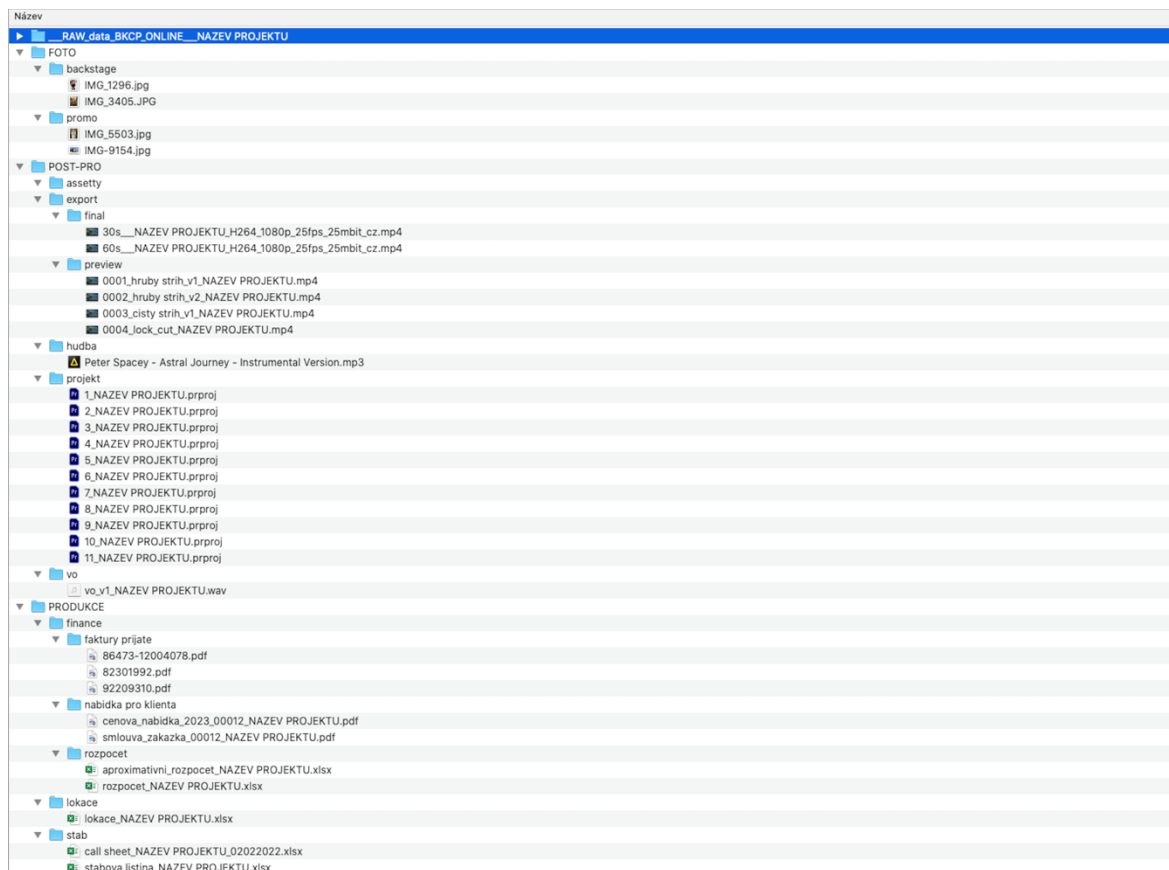 Název
___RAW_data_BKCP_ONLINE___NAZEV PROJEKTU
FOTO
backstage
IMG_1296.jpg
IMG_3405.JPG
promo
IMG_5503.jpg
IMG-9154.jpg
POST-PRO
assetty
export
final
30s___NAZEV PROJEKTU_H264_1080p_25fps_25mbit_cz.mp4
60s___NAZEV PROJEKTU_H264_1080p_25fps_25mbit_cz.mp4
preview
0001_hruby strih_v1_NAZEV PROJEKTU.mp4
0002_hruby strih_v2_NAZEV PROJEKTU.mp4
0003_cisty strih_v1_NAZEV PROJEKTU.mp4
0004_lock_cut_NAZEV PROJEKTU.mp4
hudba
Peter Spacey - Astral Journey - Instrumental Version.mp3
projekt
1_NAZEV PROJEKTU.prproj
2_NAZEV PROJEKTU.prproj
3_NAZEV PROJEKTU.prproj
4_NAZEV PROJEKTU.prproj
5_NAZEV PROJEKTU.prproj
6_NAZEV PROJEKTU.prproj
7_NAZEV PROJEKTU.prproj
8_NAZEV PROJEKTU.prproj
9_NAZEV PROJEKTU.prproj
10_NAZEV PROJEKTU.prproj
11_NAZEV PROJEKTU.prproj
vo
vo_v1_NAZEV PROJEKTU.wav
PRODUKCE
finance
faktury prijate
86473-12004078.pdf
82301992.pdf
92209310.pdf
nabidka pro klienta
cenova_nabidka_2023_00012_NAZEV PROJEKTU.pdf
smlouva_zakazka_00012_NAZEV PROJEKTU.pdf
rozpocet
aproximativni_rozpocet_NAZEV PROJEKTU.xlsx
rozpocet_NAZEV PROJEKTU.xlsx
lokace
lokace_NAZEV PROJEKTU.xlsx
stab
call sheet_NAZEV PROJEKTU_02022022.xlsx
stabova listina_NAZEV PROJEKTU.xlsx